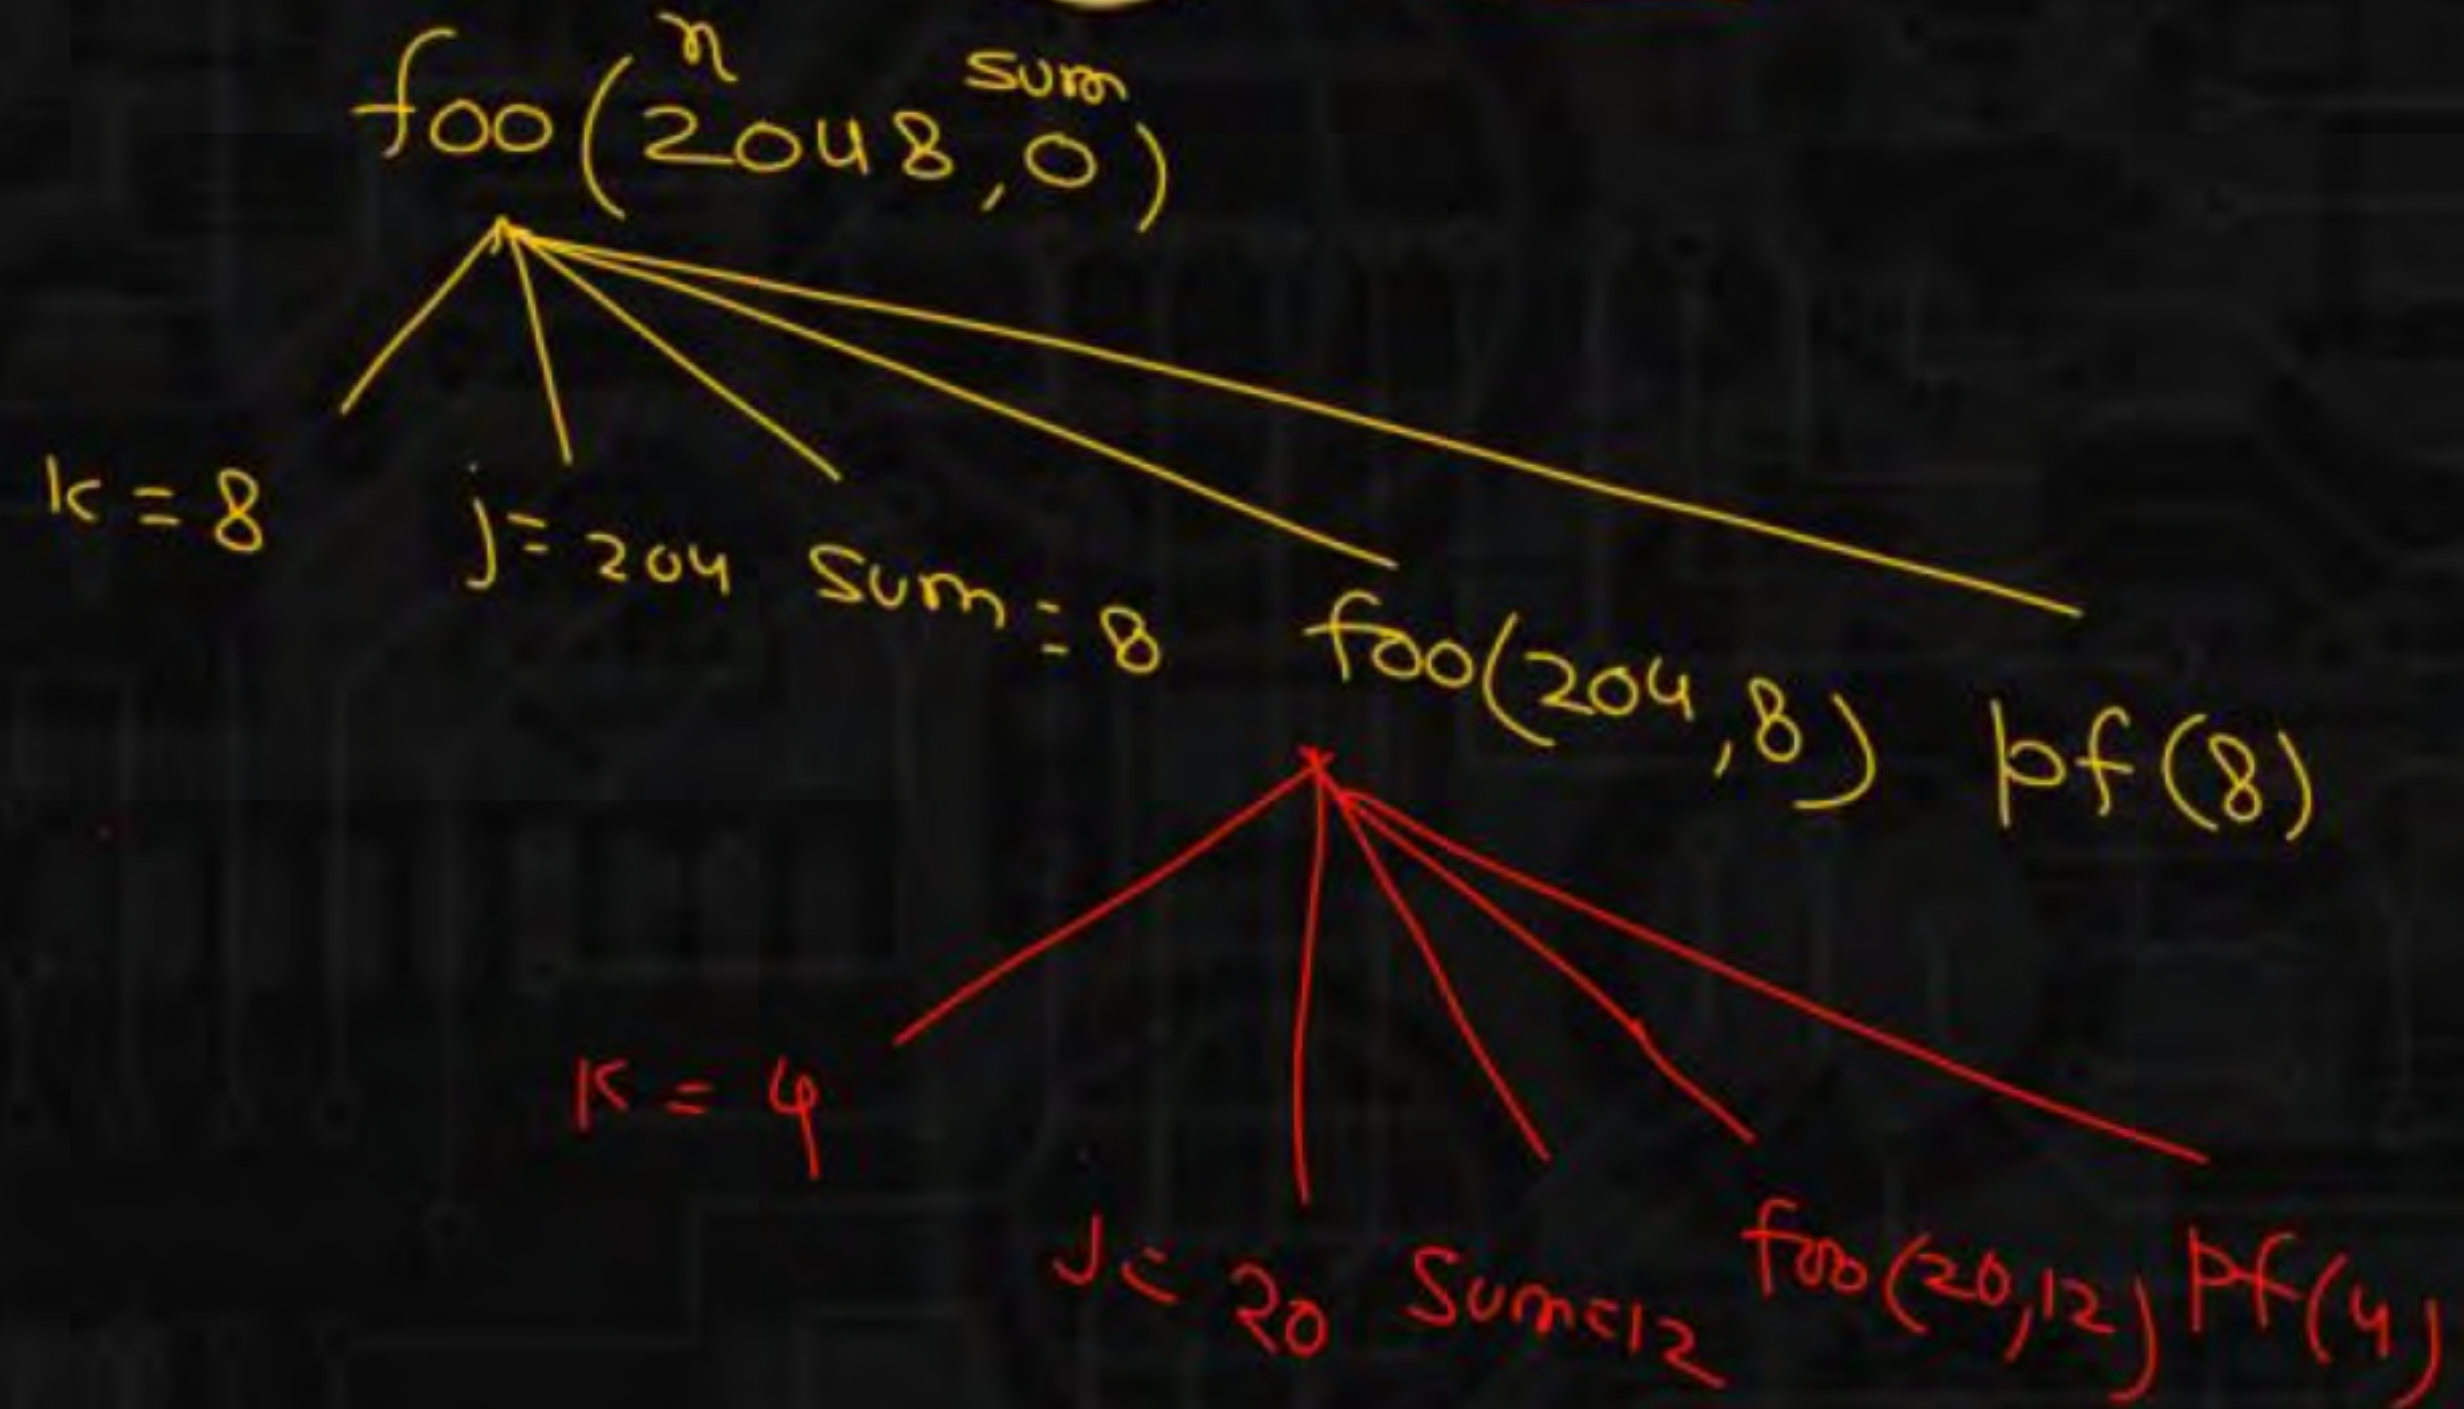 n sum
foo(2048,0)
k=8 j=204 sum=8 foo(204,8) pf(8)
k=4 j=20 sum=12 foo(20,12) pf(4)